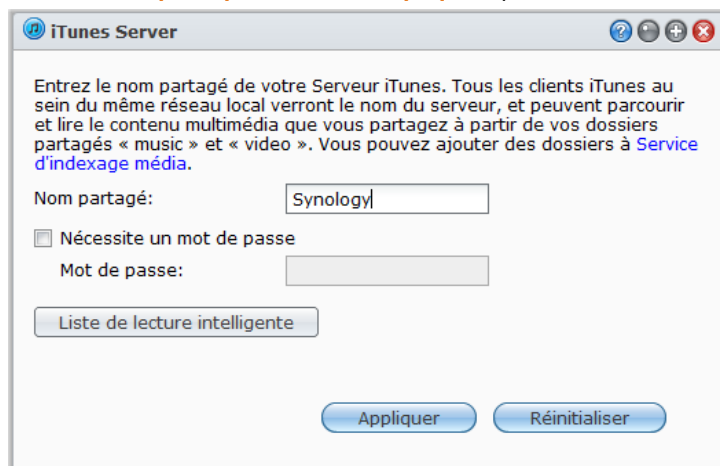 iTunes Server
Entrez le nom partagé de votre Serveur iTunes. Tous les clients iTunes au
sein du même réseau local verront le nom du serveur, et peuvent parcourir
et lire le contenu multimédia que vous partagez à partir de vos dossiers
partagés « music » et « video ». Vous pouvez ajouter des dossiers à Service
d'indexage média.
Nom partagé: Synology
Nécessite un mot de passe
Mot de passe:
Liste de lecture intelligente
Appliquer Réinitialiser